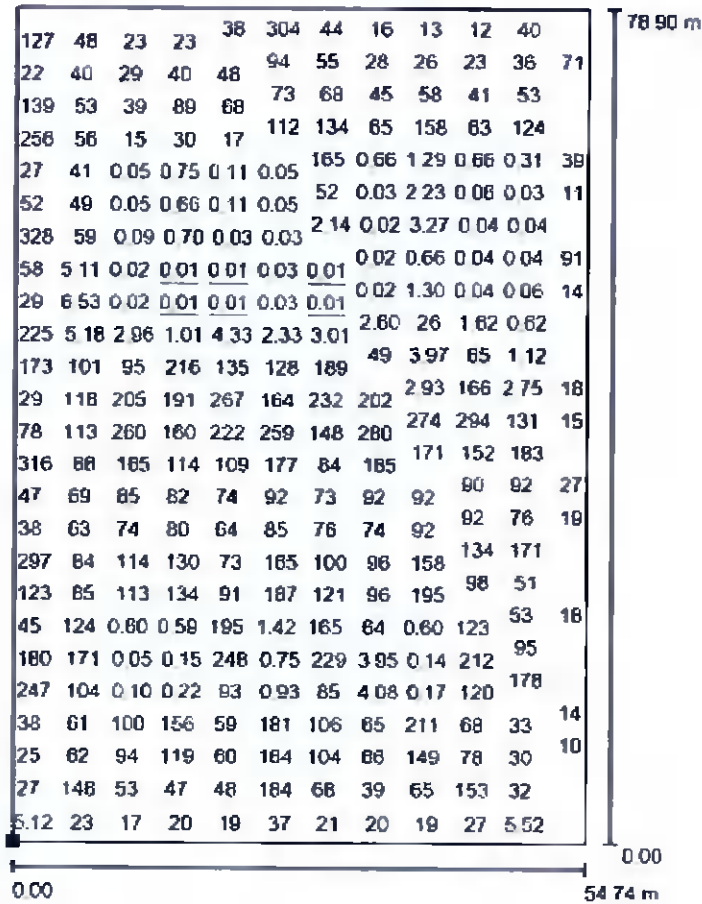 78.90 m
127 48 23 23 38 304 44 16 13 12 40
22 40 29 40 48 94 55 28 26 23 36 71
139 53 39 89 68 73 68 45 58 41 53
256 56 15 30 17 112 134 65 158 63 124
27 41 0.05 0.75 0.11 0.05 165 0.66 1.29 0.66 0.31 39
52 49 0.05 0.66 0.11 0.05 52 0.03 2.23 0.06 0.03 11
328 59 0.09 0.70 0.03 0.03 2.14 0.02 3.27 0.04 0.04
58 5.11 0.02 0.01 0.01 0.03 0.01 0.02 0.66 0.04 0.04 91
29 6.53 0.02 0.01 0.01 0.03 0.01 0.02 1.30 0.04 0.06 14
225 5.18 2.96 1.01 4.33 2.33 3.01 2.60 26 1.62 0.62
173 101 95 216 135 128 189 49 3.97 65 1.12
29 118 205 191 267 164 232 202 2.93 166 2.75 18
78 113 260 160 222 259 148 280 274 294 131 15
316 88 165 114 109 177 84 185 171 152 183
47 69 85 82 74 92 73 92 92 90 92 27
38 63 74 80 64 85 76 74 92 92 76 19
297 84 114 130 73 165 100 96 158 134 171
123 85 113 134 91 187 121 96 195 98 51
45 124 0.60 0.59 195 1.42 165 64 0.60 123 53 18
180 171 0.05 0.15 248 0.75 229 3.95 0.14 212 95
247 104 0.10 0.22 93 0.93 85 4.08 0.17 120 178
38 61 100 156 59 181 106 65 211 68 33 14
25 62 94 119 60 184 104 66 149 78 30 10
27 148 53 47 48 184 68 39 65 153 32
5.12 23 17 20 19 37 21 20 19 27 5.52
0.00
0.00 54.74 m